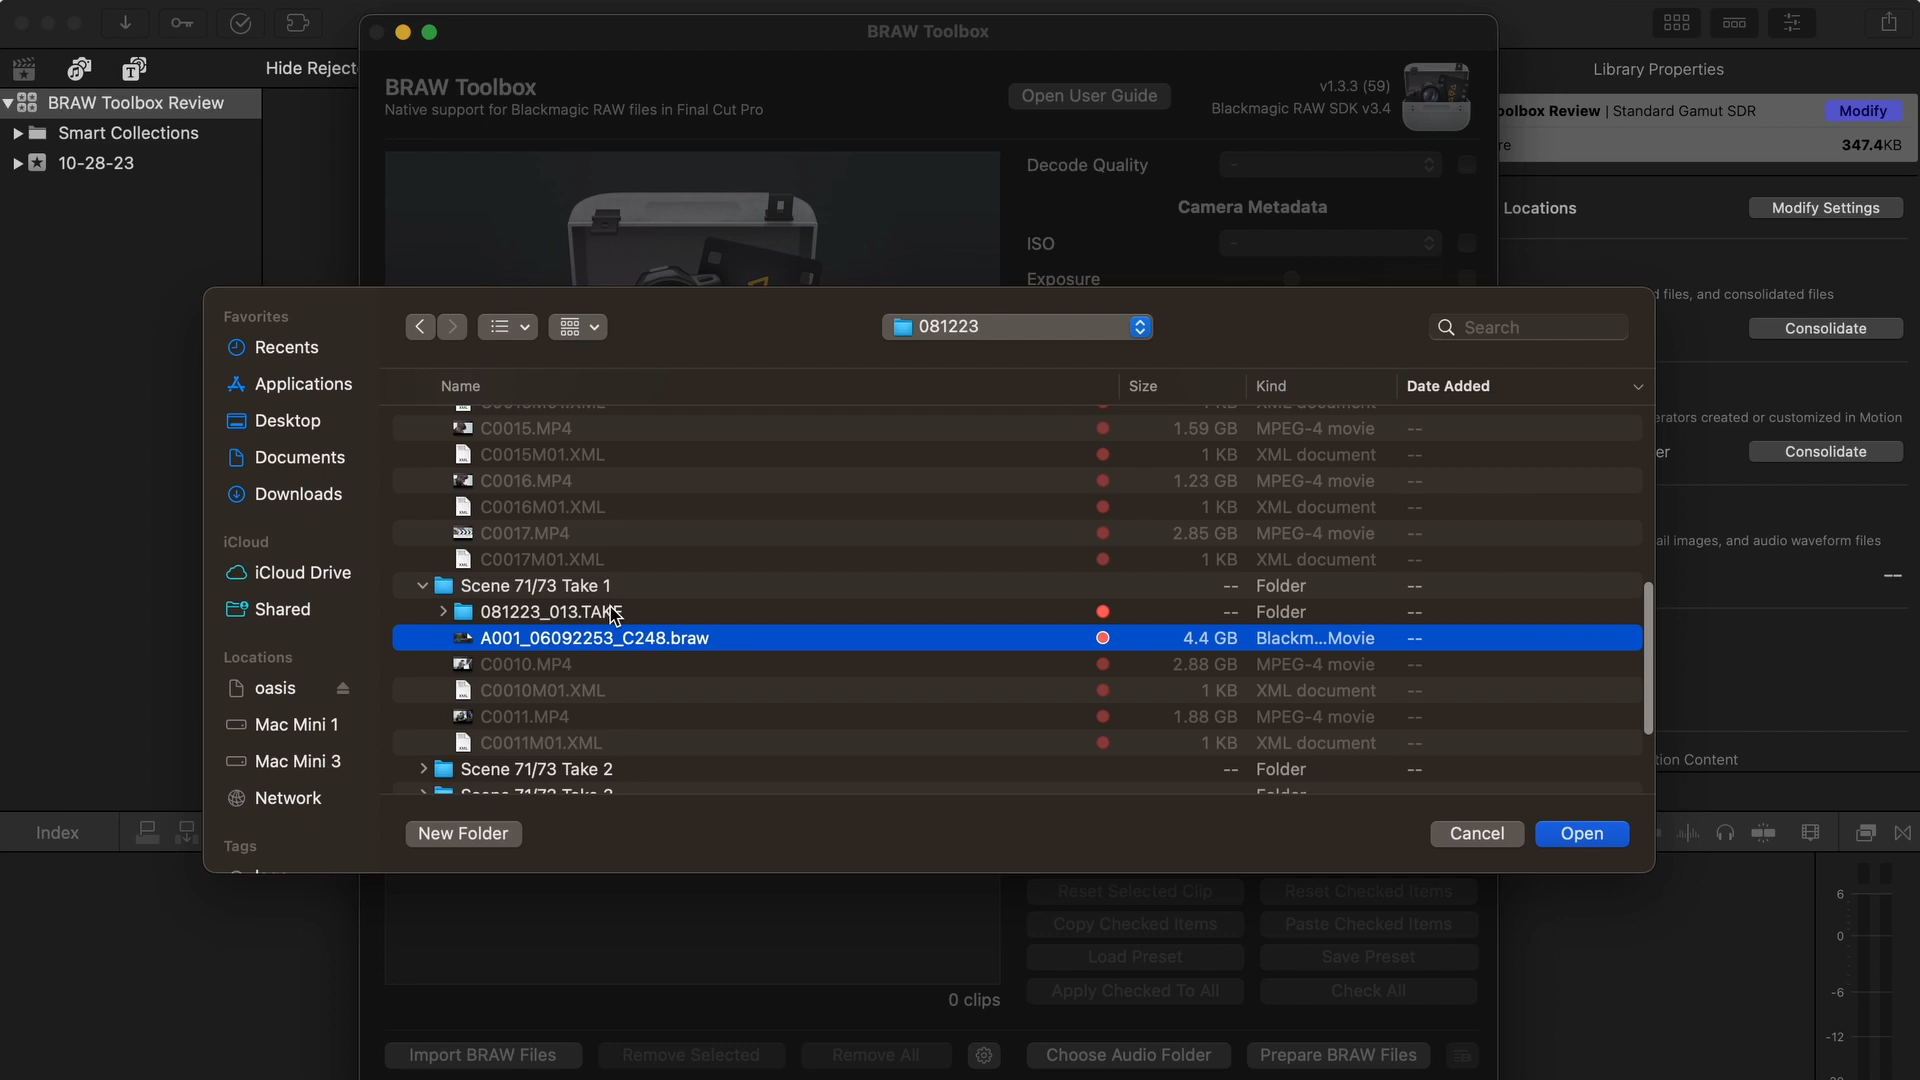 BRAW Toolbox
Hide Reject
BRAW Toolbox
Native support for Blackmagic RAW files in Final Cut Pro
Open User Guide
v1.3.3 (59)
Blackmagic RAW SDK v3.4
Library Properties
BRAW Toolbox Review
Smart Collections
10-28-23
oolbox Review | Standard Gamut SDR
Modify
re
347.4KB
Decode Quality
-
Camera Metadata
ISO
-
Exposure
Locations
Modify Settings
d files, and consolidated files
Consolidate
erators created or customized in Motion
er
Consolidate
ail images, and audio waveform files
--
tion Content
Favorites
Recents
Applications
Desktop
Documents
Downloads
iCloud
iCloud Drive
Shared
Locations
oasis
Mac Mini 1
Mac Mini 3
Network
Tags
081223
Search
Name Size Kind Date Added
C0015.MP4 1.59 GB MPEG-4 movie --
C0015M01.XML 1 KB XML document --
C0016.MP4 1.23 GB MPEG-4 movie --
C0016M01.XML 1 KB XML document --
C0017.MP4 2.85 GB MPEG-4 movie --
C0017M01.XML 1 KB XML document --
Scene 71/73 Take 1 -- Folder --
081223_013.TAKE -- Folder --
A001_06092253_C248.braw 4.4 GB Blackm...Movie --
C0010.MP4 2.88 GB MPEG-4 movie --
C0010M01.XML 1 KB XML document --
C0011.MP4 1.88 GB MPEG-4 movie --
C0011M01.XML 1 KB XML document --
Scene 71/73 Take 2 -- Folder --
New Folder
Cancel
Open
Index
Reset Selected Clip
Reset Checked Items
Copy Checked Items
Paste Checked Items
Load Preset
Save Preset
Apply Checked To All
Check All
0 clips
Import BRAW Files
Remove Selected
Remove All
Choose Audio Folder
Prepare BRAW Files
6
0
-6
-12